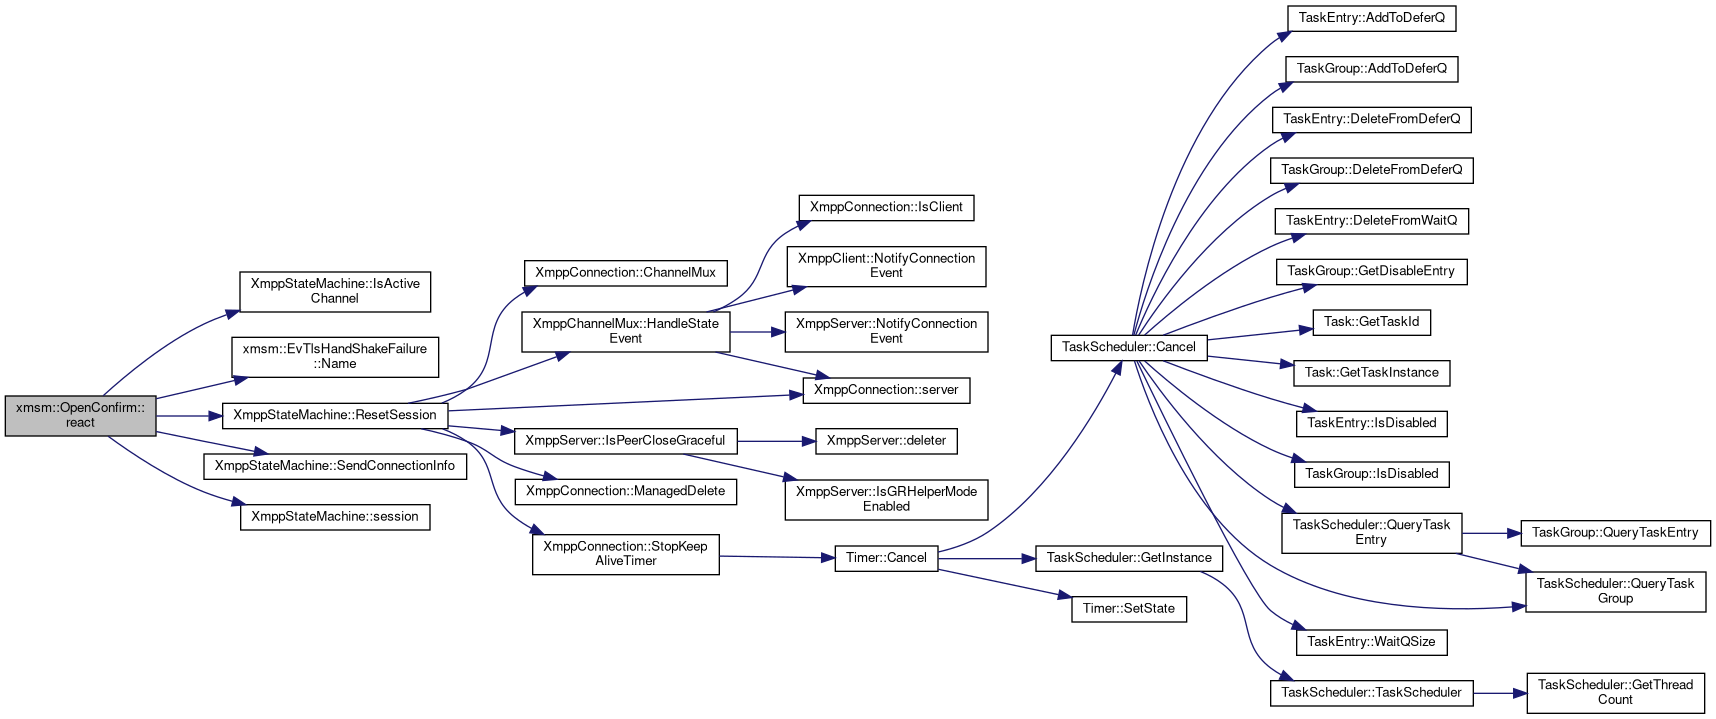 xmsm::OpenConfirm::
react
XmppStateMachine::IsActive
Channel
xmsm::EvTlsHandShakeFailure
::Name
XmppStateMachine::ResetSession
XmppStateMachine::SendConnectionInfo
XmppStateMachine::session
XmppConnection::ChannelMux
XmppChannelMux::HandleState
Event
XmppServer::IsPeerCloseGraceful
XmppConnection::ManagedDelete
XmppConnection::StopKeep
AliveTimer
XmppConnection::IsClient
XmppClient::NotifyConnection
Event
XmppServer::NotifyConnection
Event
XmppConnection::server
XmppServer::deleter
XmppServer::IsGRHelperMode
Enabled
Timer::Cancel
TaskScheduler::Cancel
TaskScheduler::GetInstance
Timer::SetState
TaskEntry::AddToDeferQ
TaskGroup::AddToDeferQ
TaskEntry::DeleteFromDeferQ
TaskGroup::DeleteFromDeferQ
TaskEntry::DeleteFromWaitQ
TaskGroup::GetDisableEntry
Task::GetTaskId
Task::GetTaskInstance
TaskEntry::IsDisabled
TaskGroup::IsDisabled
TaskScheduler::QueryTask
Entry
TaskEntry::WaitQSize
TaskScheduler::TaskScheduler
TaskGroup::QueryTaskEntry
TaskScheduler::QueryTask
Group
TaskScheduler::GetThread
Count